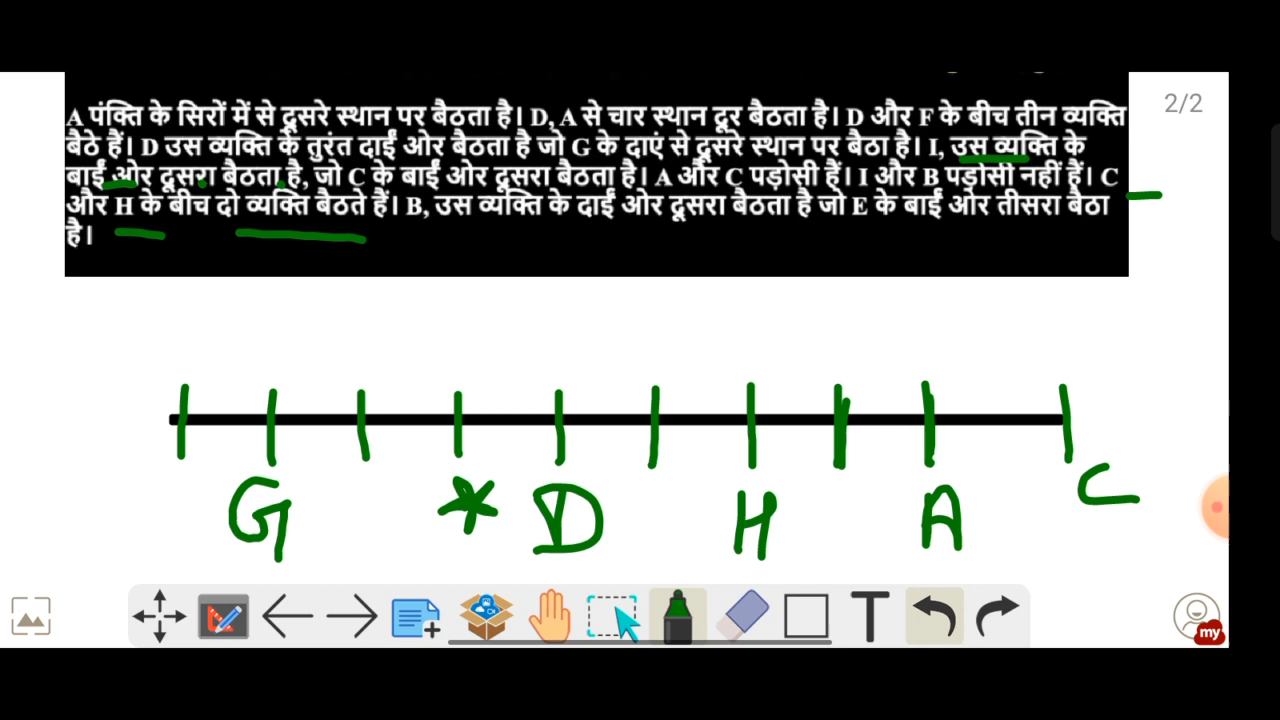 A पंक्ति के सिरों में से दूसरे स्थान पर बैठता है। D, A से चार स्थान दूर बैठता है। D और F के बीच तीन व्यक्ति
बैठे हैं। D उस व्यक्ति के तुरंत दाईं ओर बैठता है जो G के दाएं से दूसरे स्थान पर बैठा है। I, उस व्यक्ति के
बाईं ओर दूसरा बैठता है, जो C के बाईं ओर दूसरा बैठता है। A और C पड़ोसी हैं। I और B पड़ोसी नहीं हैं। C
और H के बीच दो व्यक्ति बैठते हैं। B, उस व्यक्ति के दाईं ओर दूसरा बैठता है जो E के बाईं ओर तीसरा बैठा
है।
2/2
G * D H A C
T
my